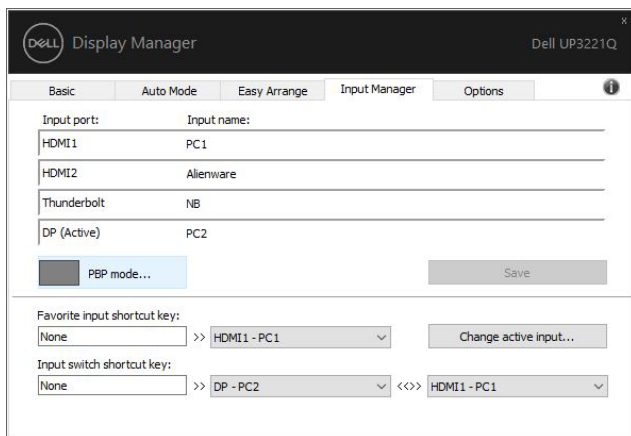 x
DELL Display Manager Dell UP3221Q
Basic Auto Mode Easy Arrange Input Manager Options i
Input port: Input name:
HDMI1 PC1
HDMI2 Alienware
Thunderbolt NB
DP (Active) PC2
PBP mode... Save
Favorite input shortcut key:
None >> HDMI1 - PC1 Change active input...
Input switch shortcut key:
None >> DP - PC2 <<>> HDMI1 - PC1